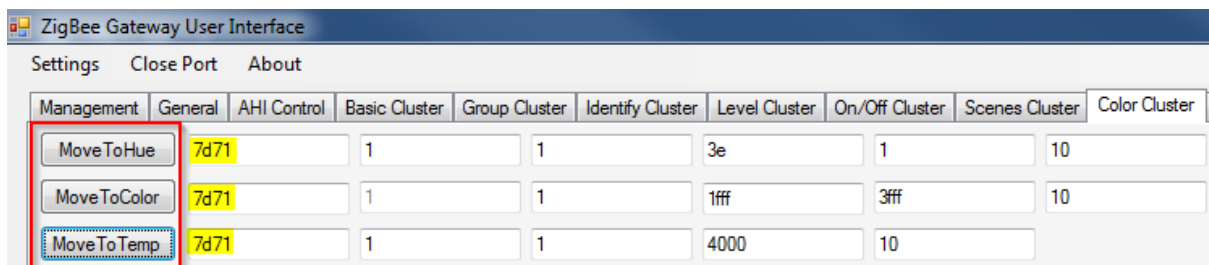 ZigBee Gateway User Interface
Settings Close Port About
Management General AHI Control Basic Cluster Group Cluster Identify Cluster Level Cluster On/Off Cluster Scenes Cluster Color Cluster
MoveToHue 7d71 1 1 3e 1 10
MoveToColor 7d71 1 1 1fff 3fff 10
MoveToTemp 7d71 1 1 4000 10